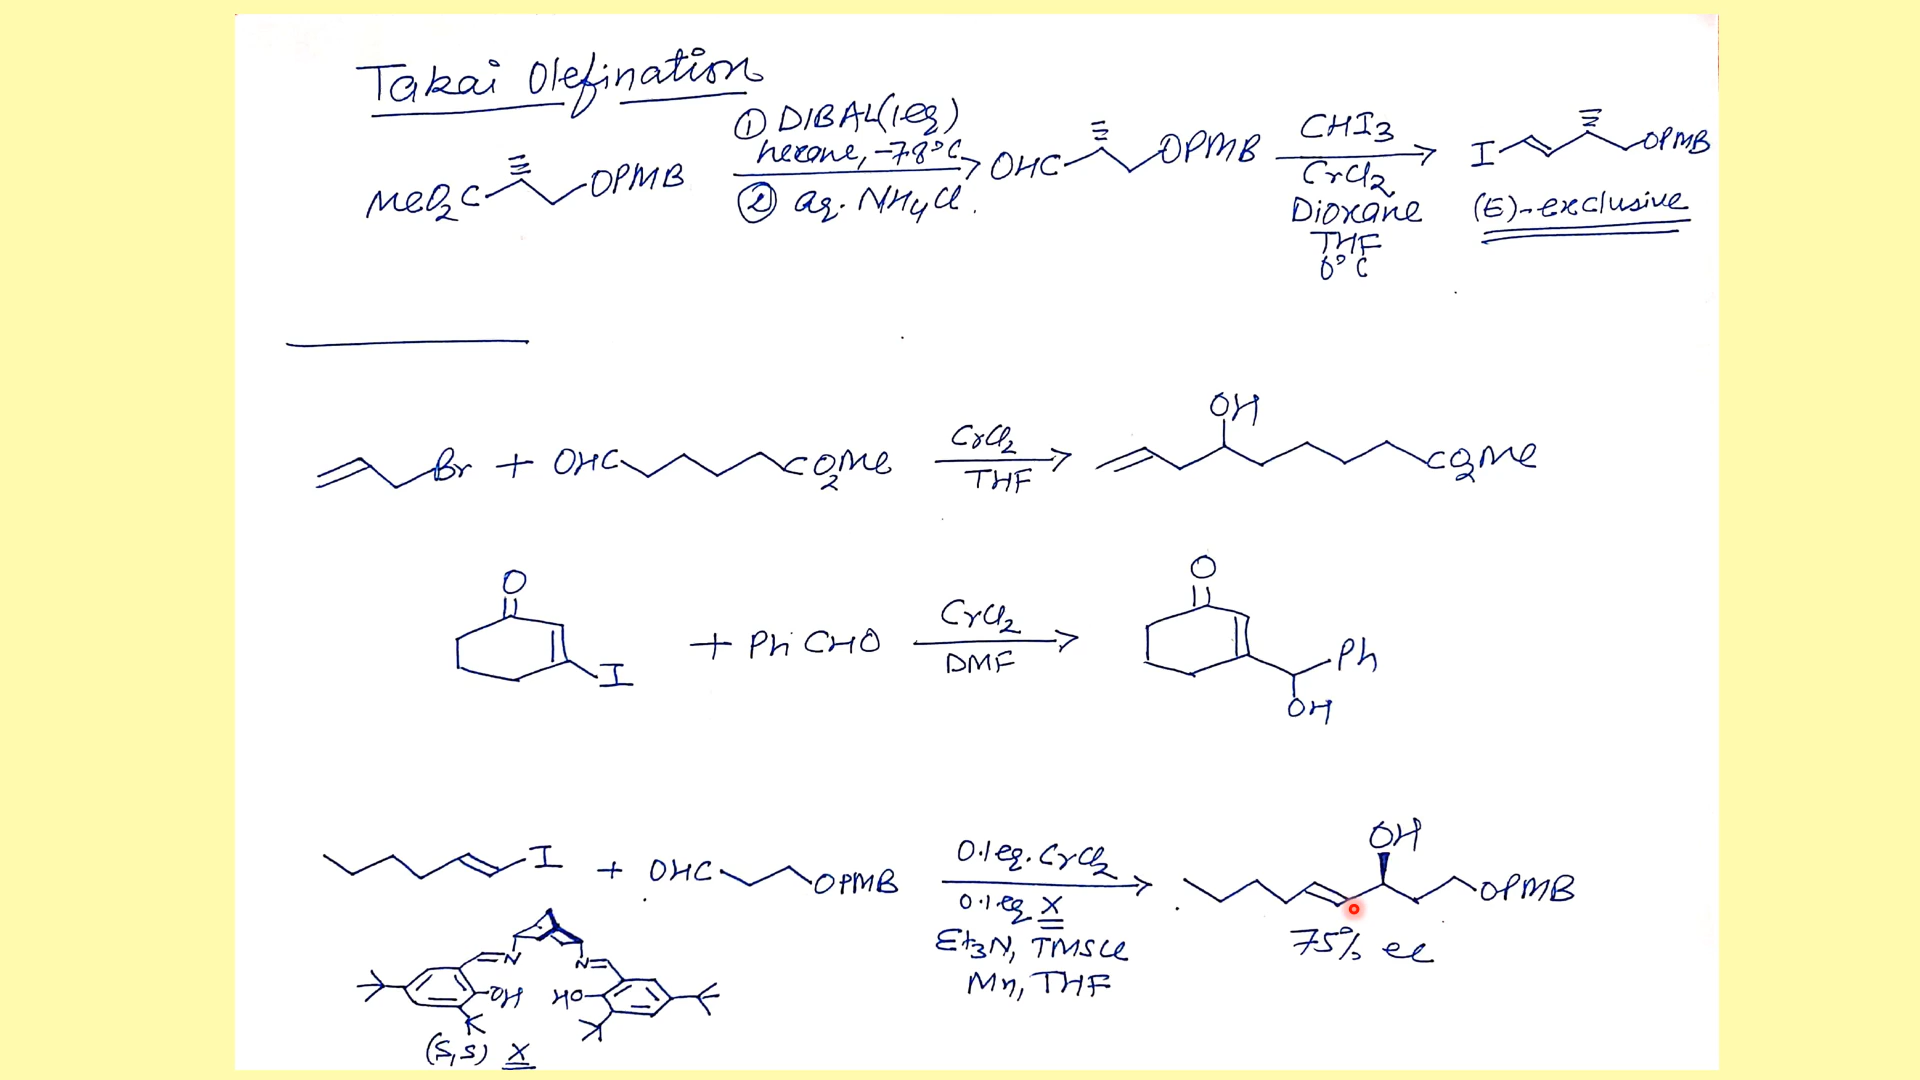 Takai Olefination
MeO₂C OPMB ① DIBAL(1eq) hexane, -78°C ② aq. NH₄Cl. OHC OPMB CHI₃ CrCl₂ Dioxane THF 0°C I OPMB
(E)-exclusive
Br + OHC CO₂Me CrCl₂ THF OH CO₂Me
O I + PhCHO CrCl₂ DMF O Ph OH
I + OHC OPMB 0.1eq. CrCl₂ 0.1eq X Et₃N, TMSCl Mn, THF OH OPMB
75% ee
N N
OH HO
(S,S) X